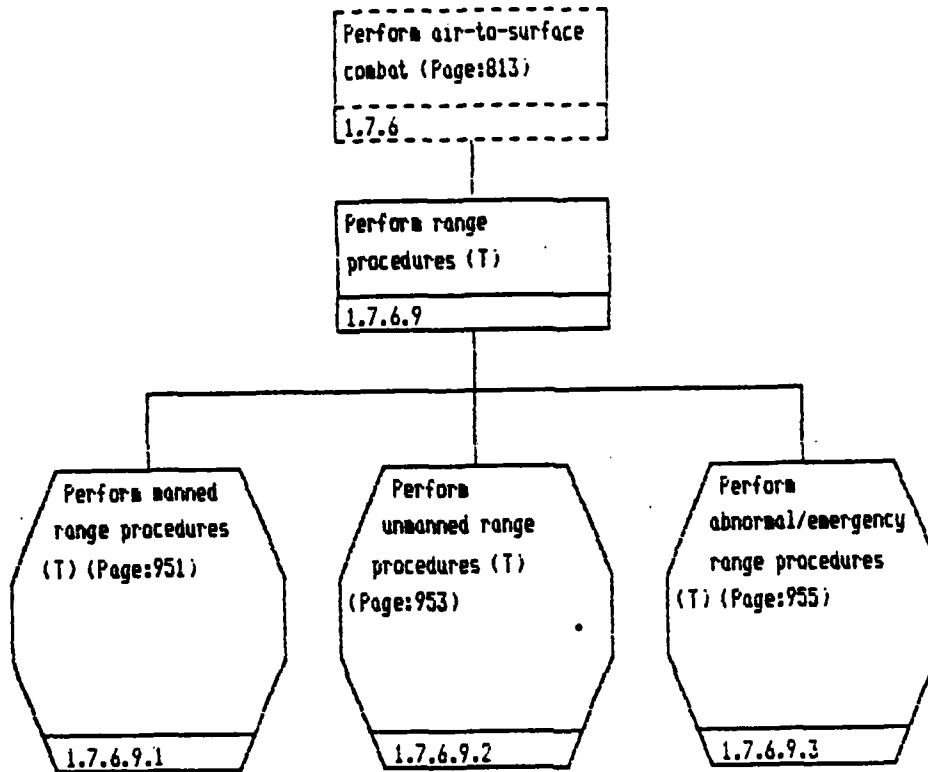 Perform air-to-surface
combat (Page:813)
1.7.6
Perform range
procedures (T)
1.7.6.9
Perform manned
range procedures
(T) (Page:951)
1.7.6.9.1
Perform
unmanned range
procedures (T)
(Page:953)
1.7.6.9.2
Perform
abnormal/emergency
range procedures
(T) (Page:955)
1.7.6.9.3